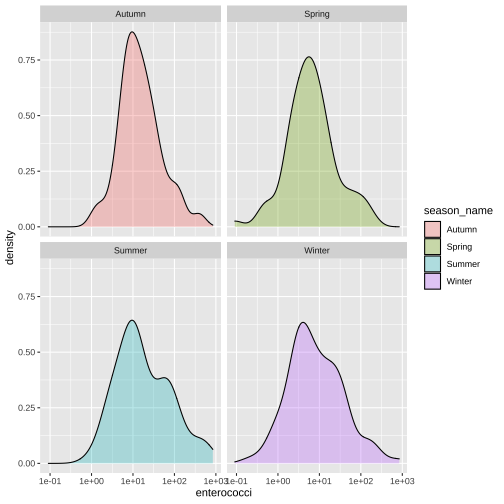 Autumn
Spring
0.75
0.50
0.25
0.00
Summer
Winter
0.75
0.50
0.25
0.00
1e-01 1e+00 1e+01 1e+02 1e+03
1e-01 1e+00 1e+01 1e+02 1e+03
enterococci
density
season_name
Autumn
Spring
Summer
Winter